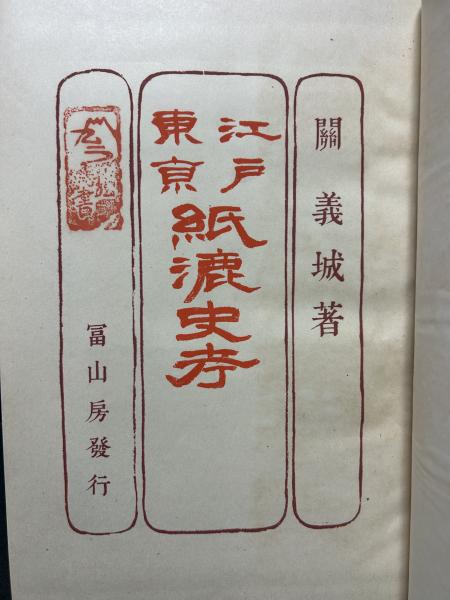 關義城著
江戸
東京
紙漉史考
冨山房發行